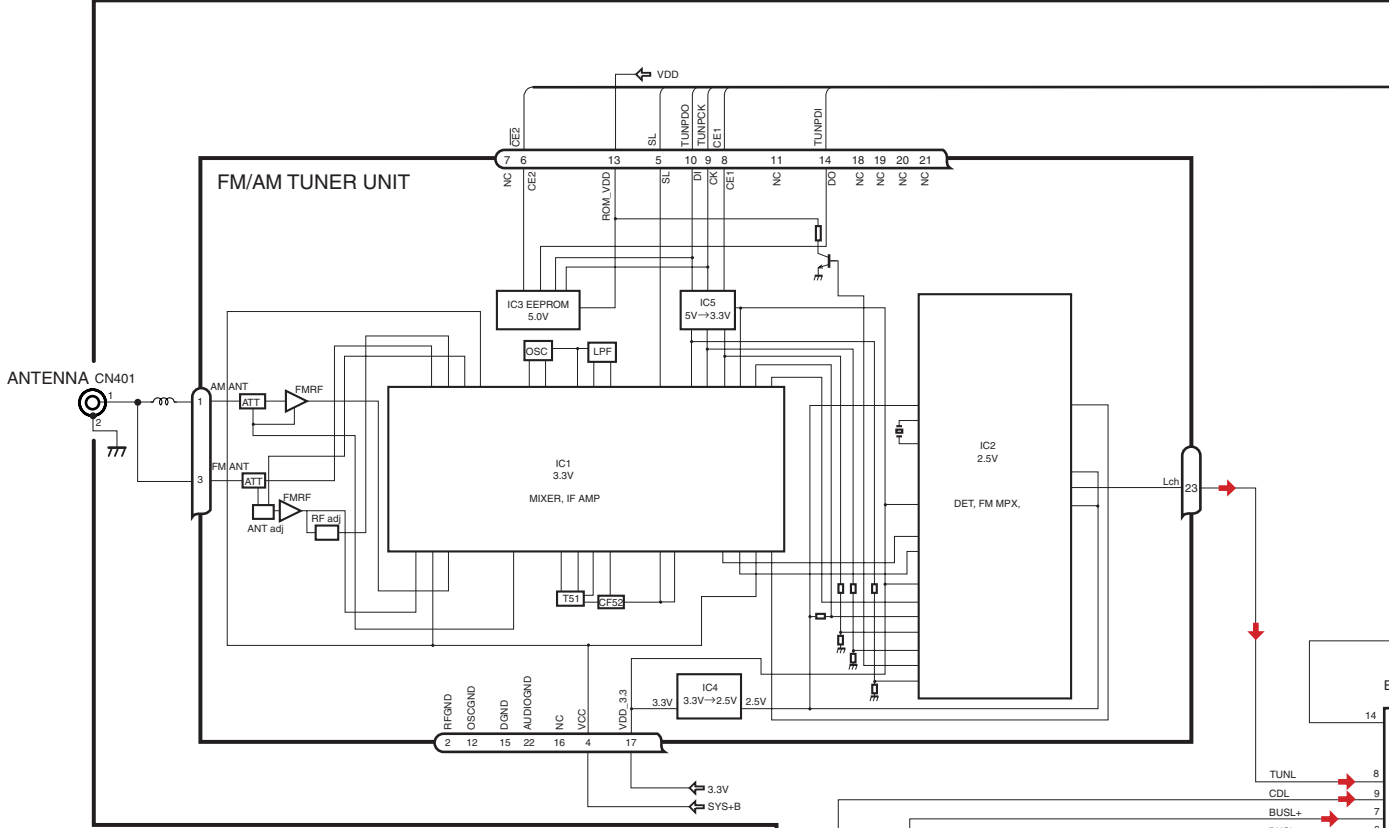 VDD
CE2
SL
TUNPDO
TUNPCK
CE1
TUNPDI
7 6 13 5 10 9 8 11 14 18 19 20 21
NC
CE2
ROM_VDD
SL
DI
CK
CE1
NC
DO
NC
NC
NC
NC
FM/AM TUNER UNIT
IC3 EEPROM
5.0V
IC5
5V→3.3V
OSC
LPF
ANTENNA CN401
1
2
1
AM ANT
ATT
FMRF
3
FM ANT
ATT
FMRF
ANT adj
RF adj
IC1
3.3V
MIXER, IF AMP
IC2
2.5V
DET, FM MPX,
Lch
23
T51
CF52
IC4
3.3V→2.5V
3.3V
2.5V
RFGND
OSCGND
DGND
AUDIOGND
NC
VCC
VDD_3.3
2 12 15 22 16 4 17
3.3V
SYS+B
14
TUNL 8
CDL 9
BUSL+ 7